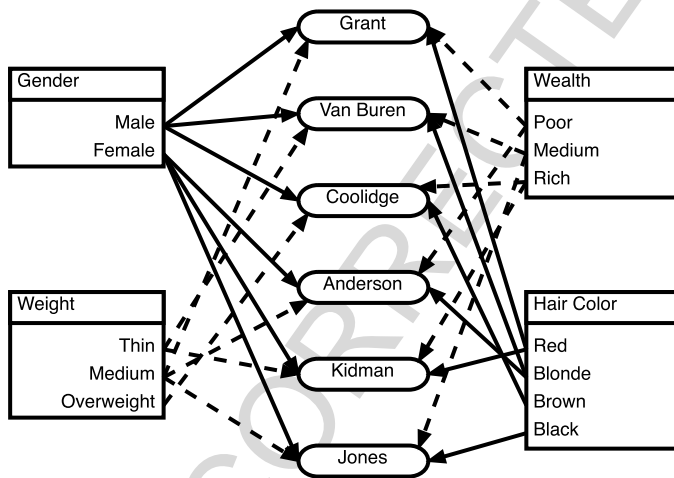 Grant
Gender
Male
Female
Van Buren
Coolidge
Anderson
Wealth
Poor
Medium
Rich
Weight
Thin
Medium
Overweight
Kidman
Jones
Hair Color
Red
Blonde
Brown
Black
ORRECTE